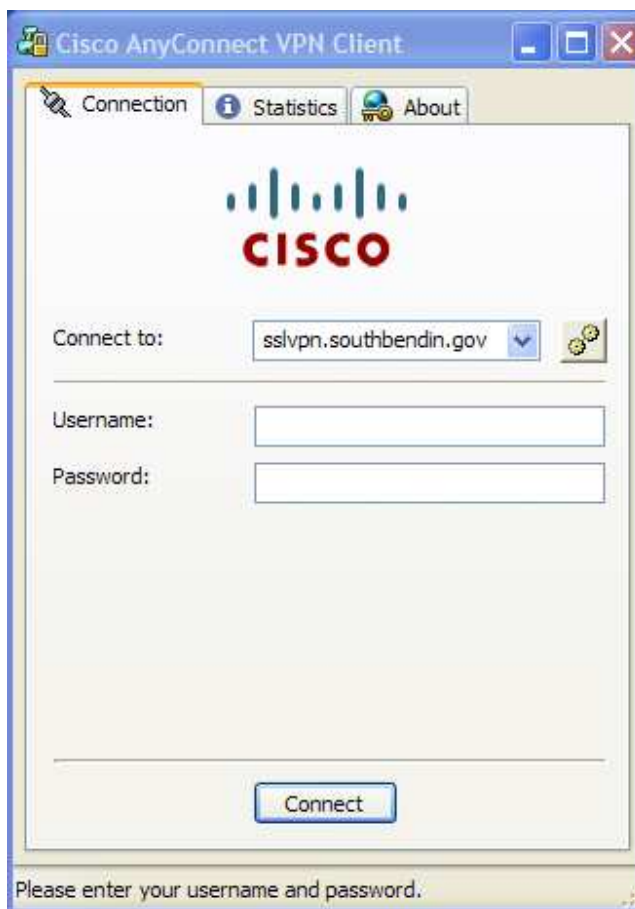 Cisco AnyConnect VPN Client
Connection Statistics About
CISCO
Connect to: sslvpn.southbendin.gov
Username:
Password:
Connect
Please enter your username and password.